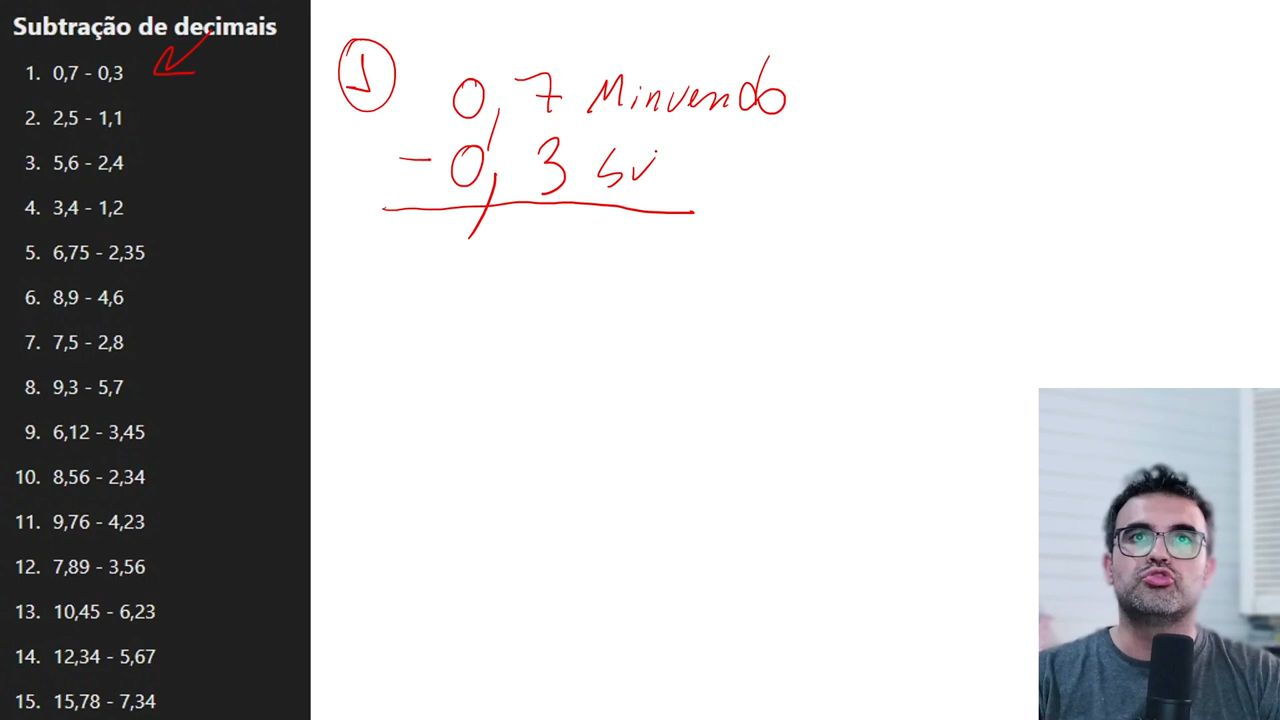 Subtração de decimais
1. 0,7 - 0,3
2. 2,5 - 1,1
3. 5,6 - 2,4
4. 3,4 - 1,2
5. 6,75 - 2,35
6. 8,9 - 4,6
7. 7,5 - 2,8
8. 9,3 - 5,7
9. 6,12 - 3,45
10. 8,56 - 2,34
11. 9,76 - 4,23
12. 7,89 - 3,56
13. 10,45 - 6,23
14. 12,34 - 5,67
15. 15,78 - 7,34
1
0,7 Minuendo
- 0,3 su
,